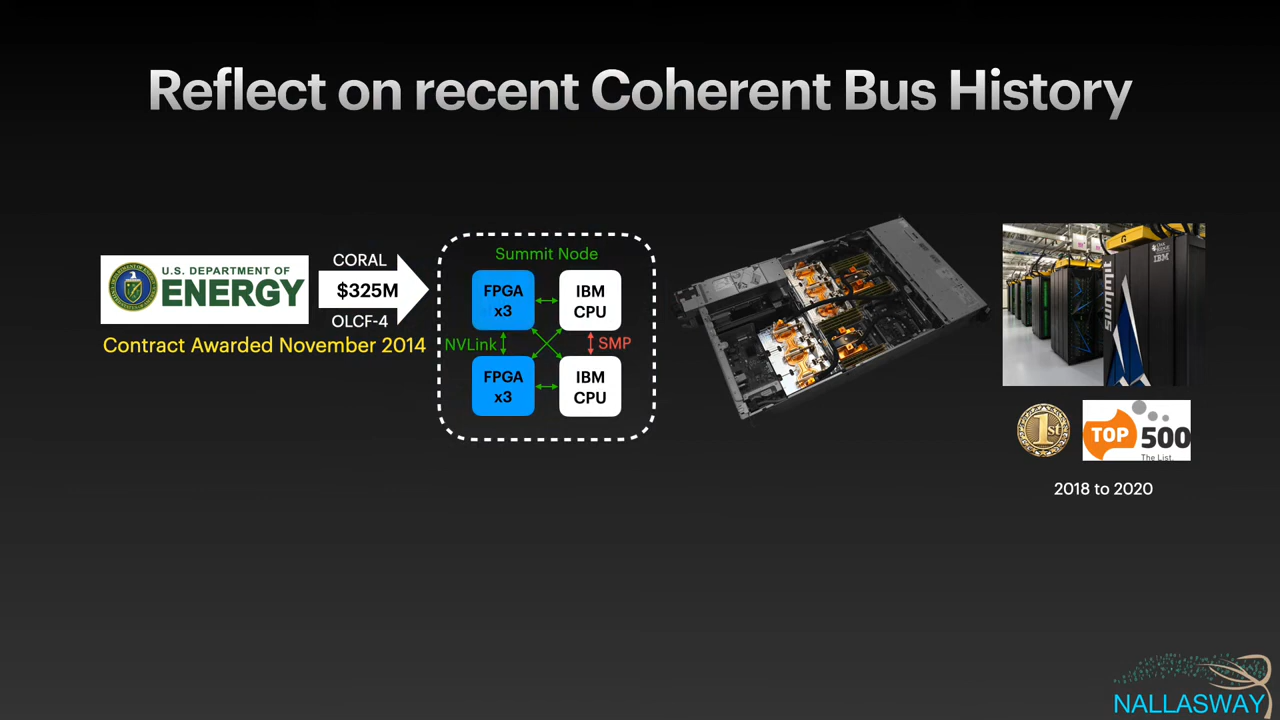 Reflect on recent Coherent Bus History
U.S. DEPARTMENT OF
ENERGY
CORAL
$325M
OLCF-4
Contract Awarded November 2014
Summit Node
FPGA
x3
IBM
CPU
NVLink
SMP
FPGA
x3
IBM
CPU
summit
IBM
1st
TOP
500
The List.
2018 to 2020
NALLASWAY